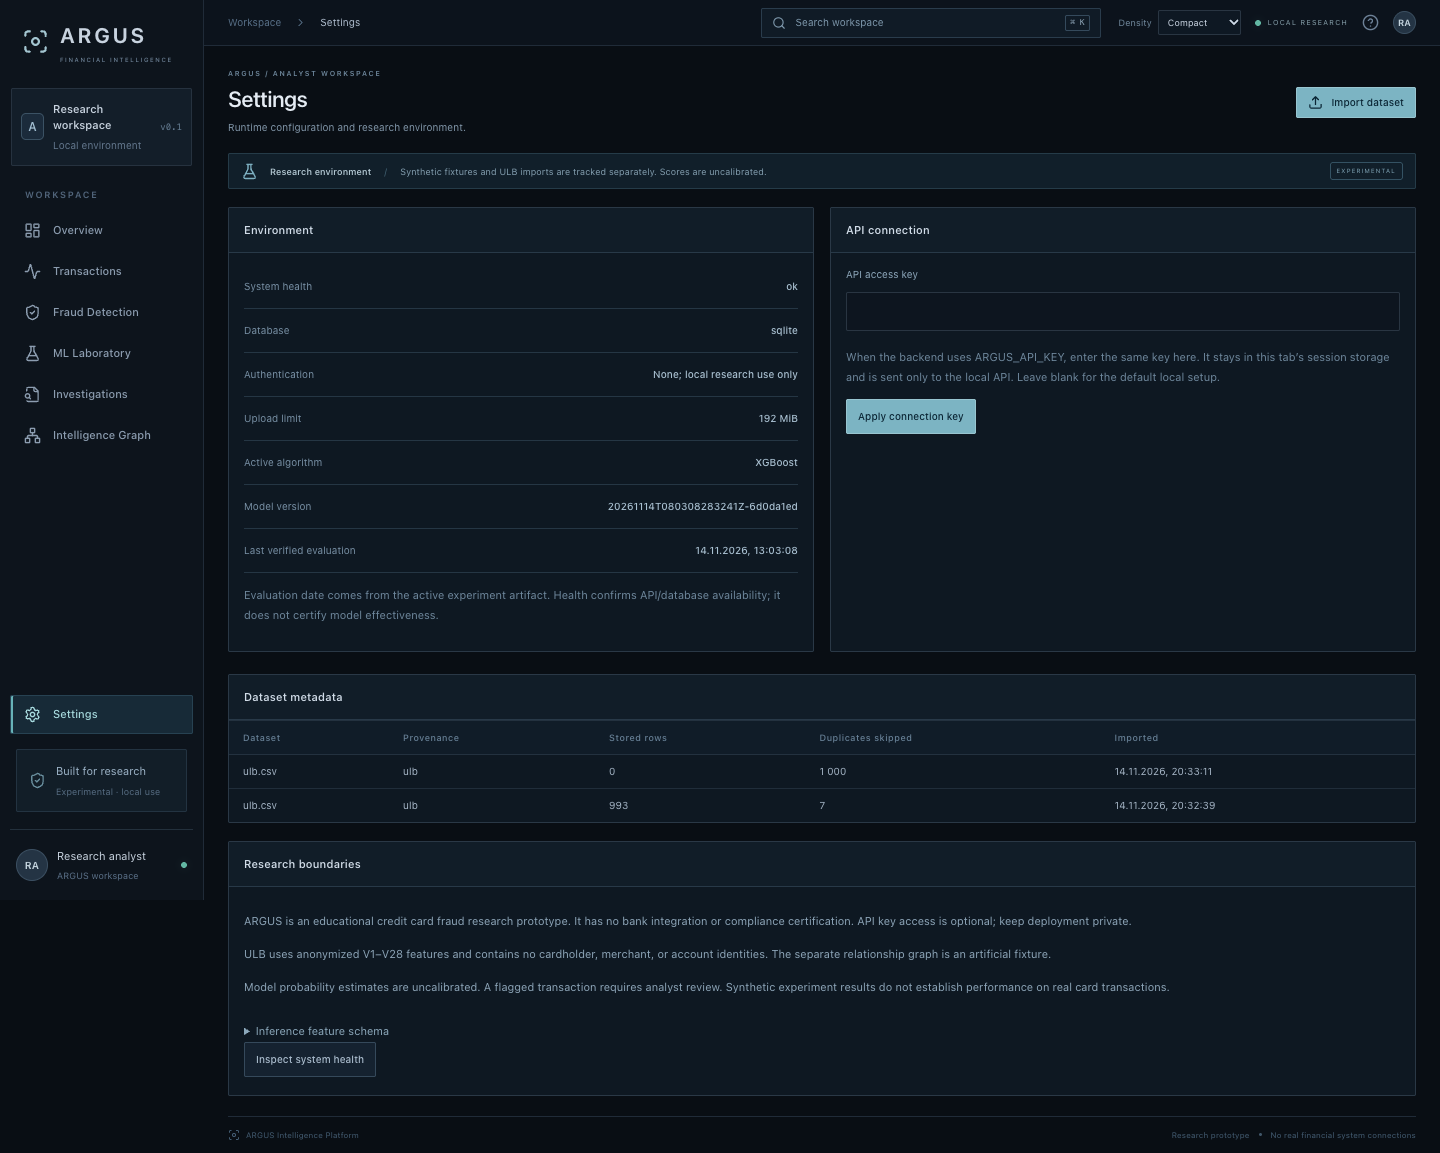 ARGUS
FINANCIAL INTELLIGENCE
A
Research
workspace
v0.1
Local environment
WORKSPACE
Overview
Transactions
Fraud Detection
ML Laboratory
Investigations
Intelligence Graph
Settings
Built for research
Experimental · local use
RA
Research analyst
ARGUS workspace
Workspace > Settings
Search workspace
⌘ K
Density
Compact
LOCAL RESEARCH
RA
ARGUS / ANALYST WORKSPACE
Settings
Runtime configuration and research environment.
Import dataset
Research environment / Synthetic fixtures and ULB imports are tracked separately. Scores are uncalibrated.
EXPERIMENTAL
Environment
System health ok
Database sqlite
Authentication None; local research use only
Upload limit 192 MiB
Active algorithm XGBoost
Model version 20261114T080308283241Z-6d0da1ed
Last verified evaluation 14.11.2026, 13:03:08
Evaluation date comes from the active experiment artifact. Health confirms API/database availability; it
does not certify model effectiveness.
API connection
API access key
When the backend uses ARGUS_API_KEY, enter the same key here. It stays in this tab's session storage
and is sent only to the local API. Leave blank for the default local setup.
Apply connection key
Dataset metadata
Dataset Provenance Stored rows Duplicates skipped Imported
ulb.csv ulb 0 1 000 14.11.2026, 20:33:11
ulb.csv ulb 993 7 14.11.2026, 20:32:39
Research boundaries
ARGUS is an educational credit card fraud research prototype. It has no bank integration or compliance certification. API key access is optional; keep deployment private.
ULB uses anonymized V1–V28 features and contains no cardholder, merchant, or account identities. The separate relationship graph is an artificial fixture.
Model probability estimates are uncalibrated. A flagged transaction requires analyst review. Synthetic experiment results do not establish performance on real card transactions.
Inference feature schema
Inspect system health
ARGUS Intelligence Platform
Research prototype • No real financial system connections